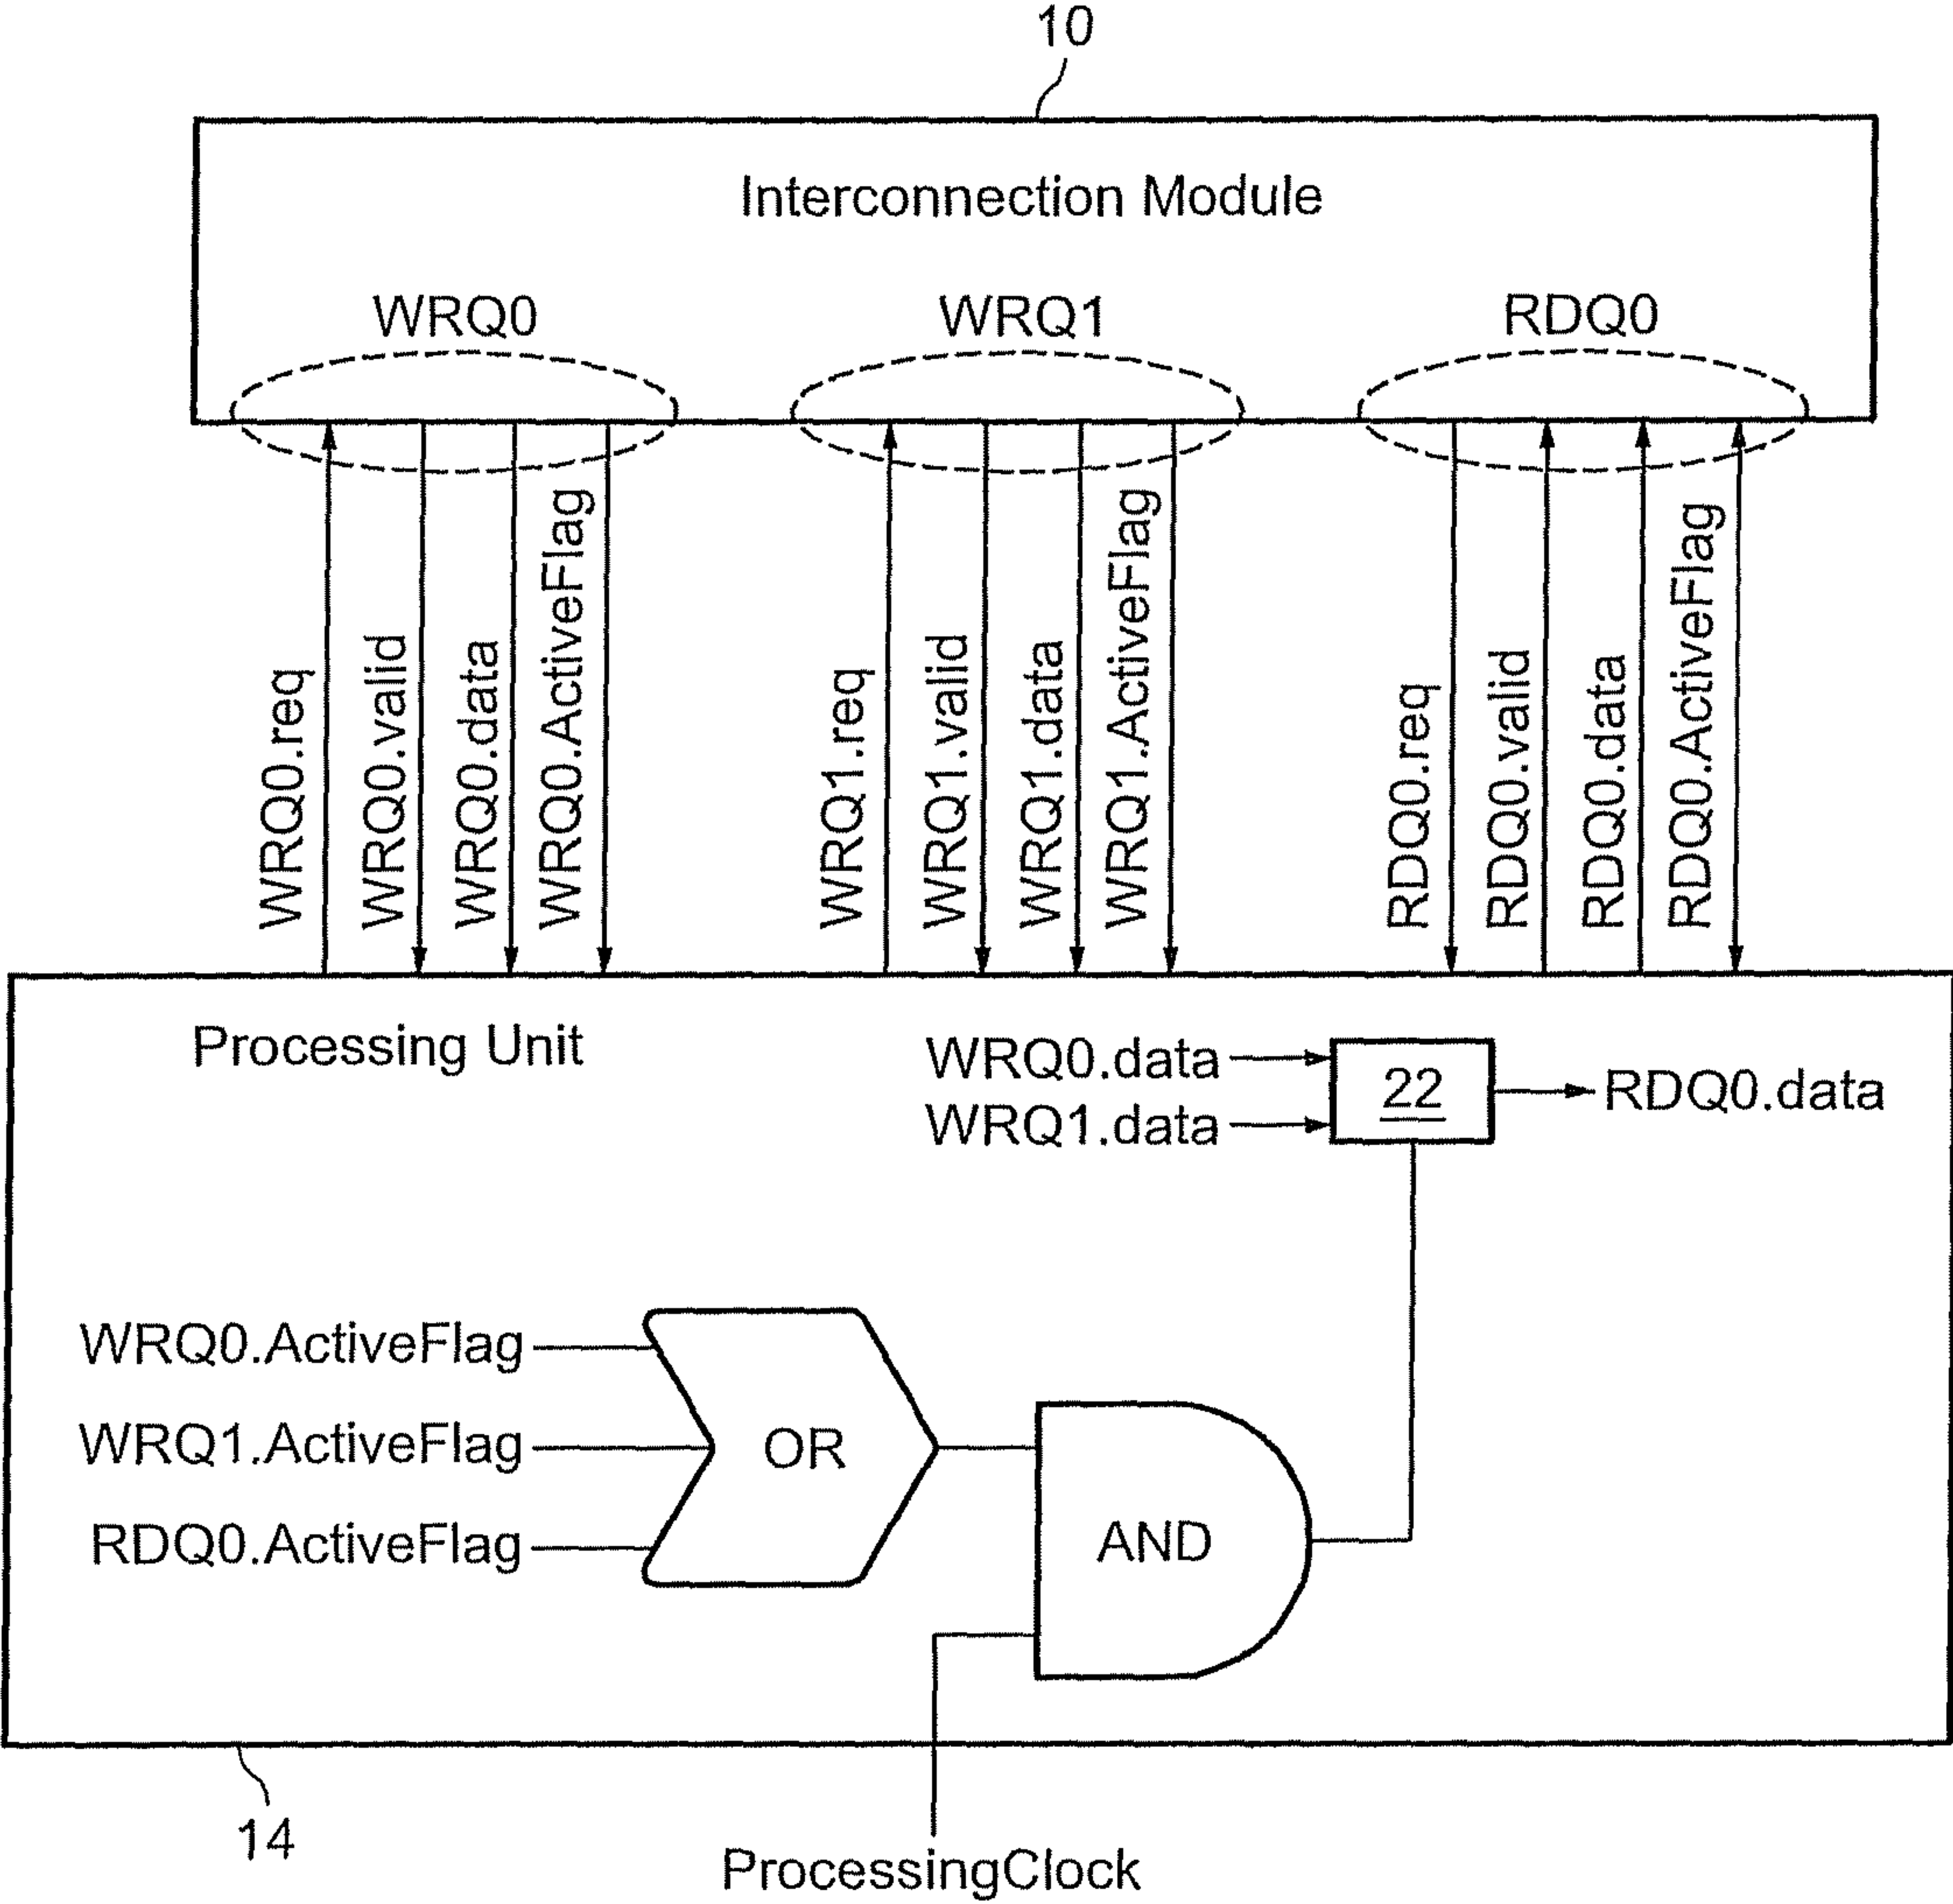 10
Interconnection Module
WRQ0
WRQ1
RDQ0
WRQ0.req
WRQ0.valid
WRQ0.data
WRQ0.ActiveFlag
WRQ1.req
WRQ1.valid
WRQ1.data
WRQ1.ActiveFlag
RDQ0.req
RDQ0.valid
RDQ0.data
RDQ0.ActiveFlag
Processing Unit
WRQ0.data
WRQ1.data
22
RDQ0.data
WRQ0.ActiveFlag
WRQ1.ActiveFlag
RDQ0.ActiveFlag
OR
AND
14
ProcessingClock